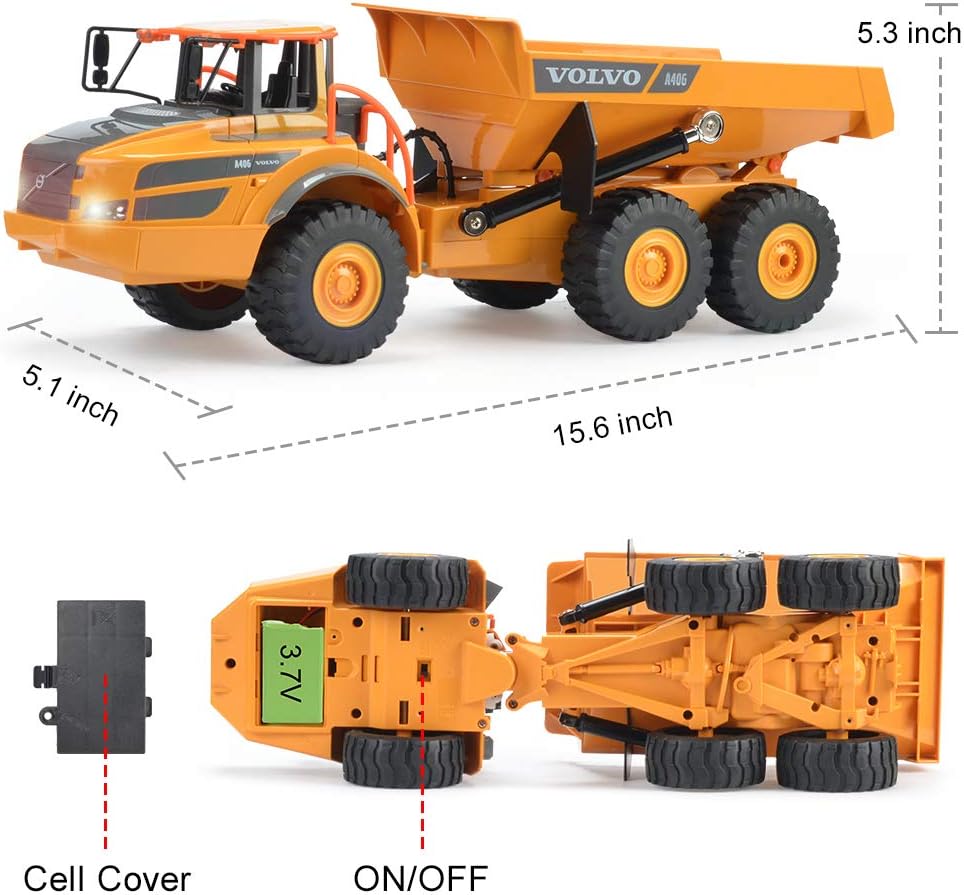 5.3 inch
VOLVO A40G
A40G VOLVO
5.1 inch
15.6 inch
3.7V
Cell Cover
ON/OFF